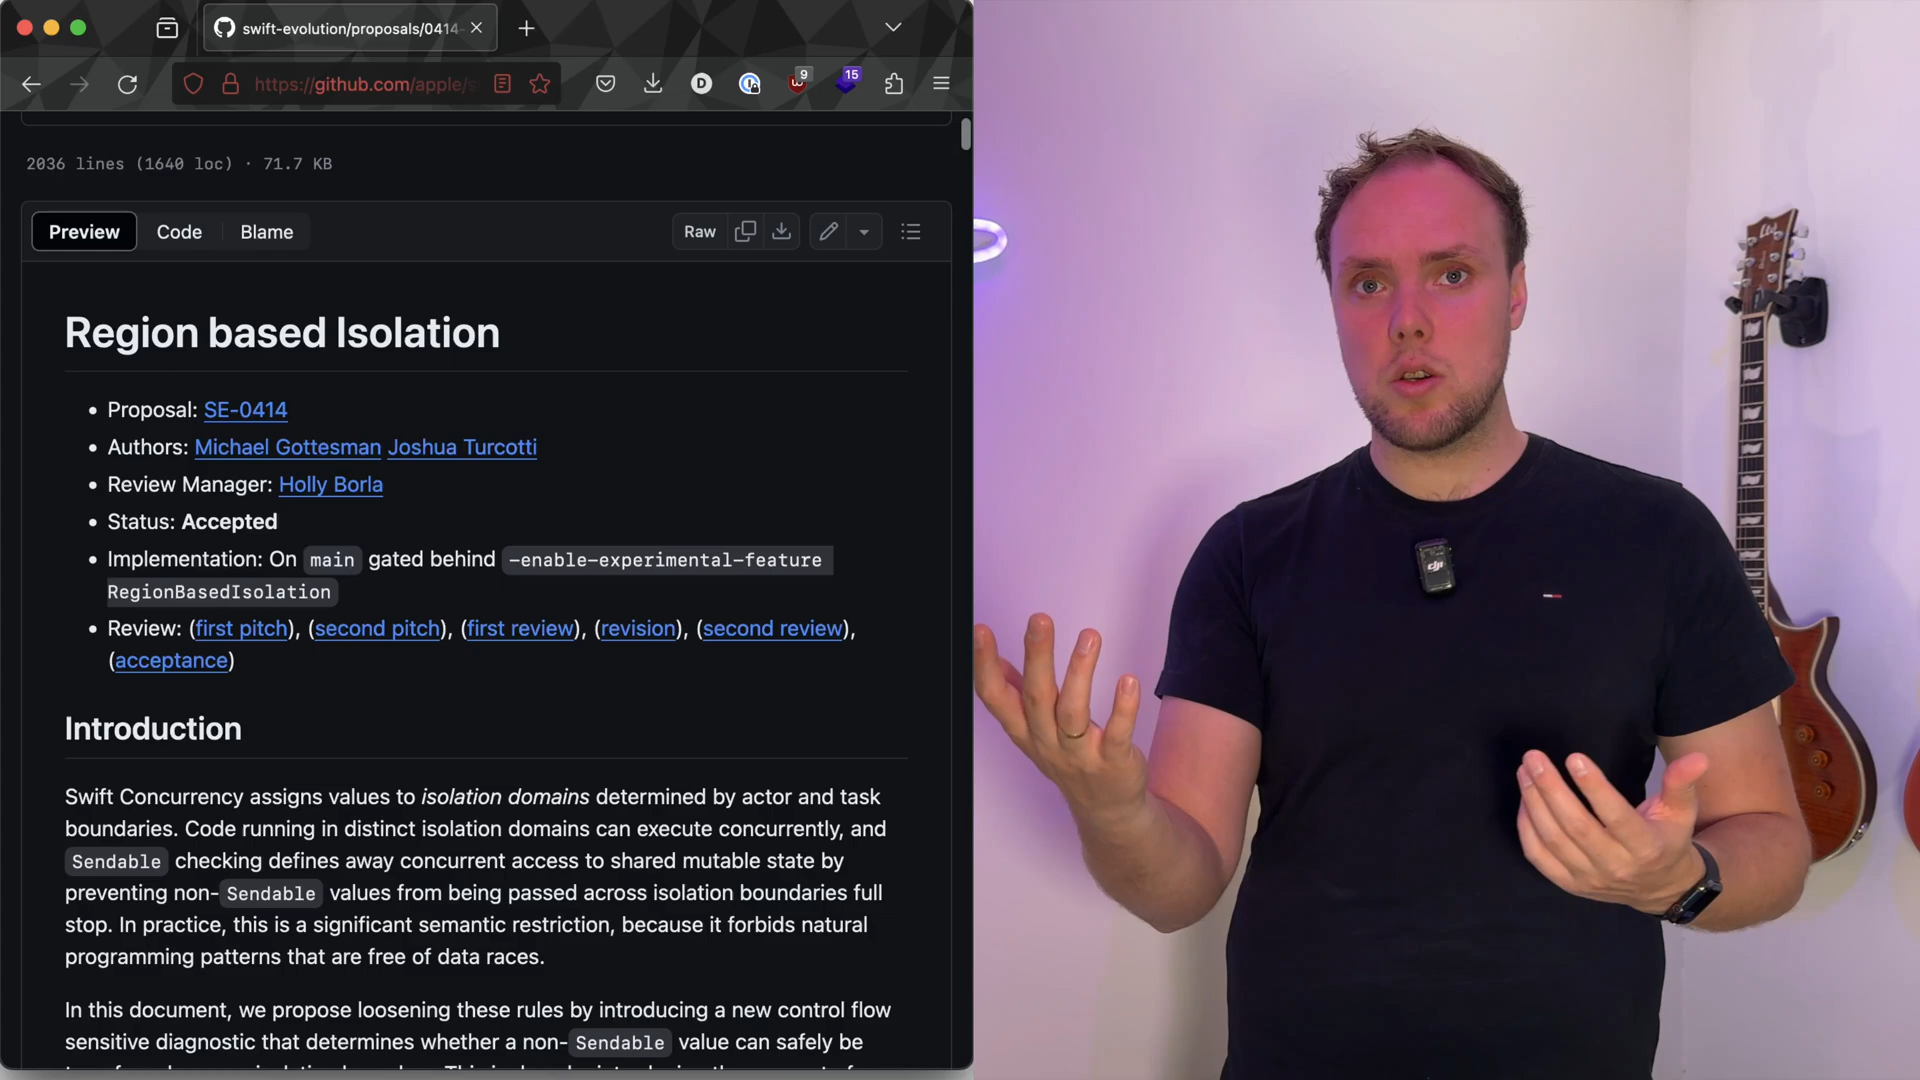 swift-evolution/proposals/0414-
https://github.com/apple/s
9
15
2036 lines (1640 loc) · 71.7 KB
Preview
Code
Blame
Raw
Region based Isolation
Proposal: SE-0414
Authors: Michael Gottesman Joshua Turcotti
Review Manager: Holly Borla
Status: Accepted
Implementation: On main gated behind -enable-experimental-feature
RegionBasedIsolation
Review: (first pitch), (second pitch), (first review), (revision), (second review),
(acceptance)
Introduction
Swift Concurrency assigns values to isolation domains determined by actor and task
boundaries. Code running in distinct isolation domains can execute concurrently, and
Sendable checking defines away concurrent access to shared mutable state by
preventing non-Sendable values from being passed across isolation boundaries full
stop. In practice, this is a significant semantic restriction, because it forbids natural
programming patterns that are free of data races.
In this document, we propose loosening these rules by introducing a new control flow
sensitive diagnostic that determines whether a non-Sendable value can safely be
dji
Ltd